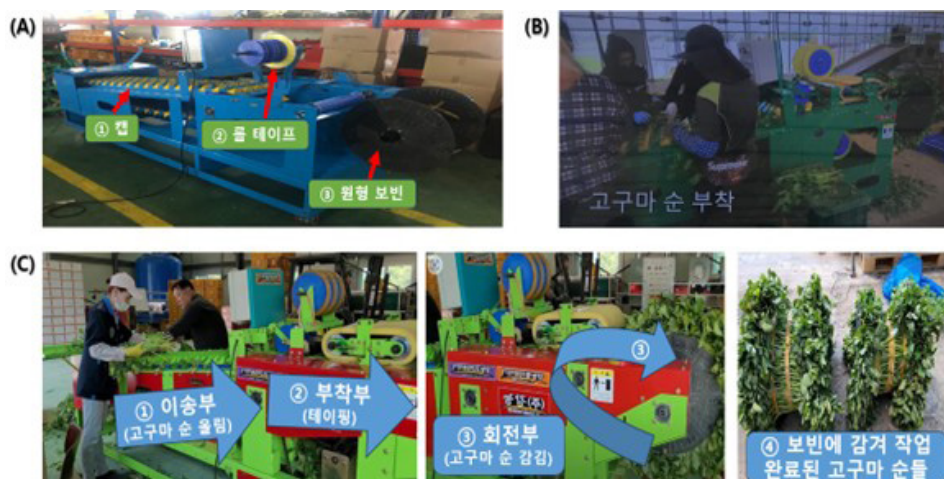 (A)
① 캡
② 롤 테이프
③ 원형 보빈
(B)
Supreme
고구마 순 부착
(C)
① 이송부
(고구마 순 올림)
② 부착부
(테이핑)
③
③ 회전부
(고구마 순 감김)
④ 보빈에 감겨 작업
완료된 고구마 순들